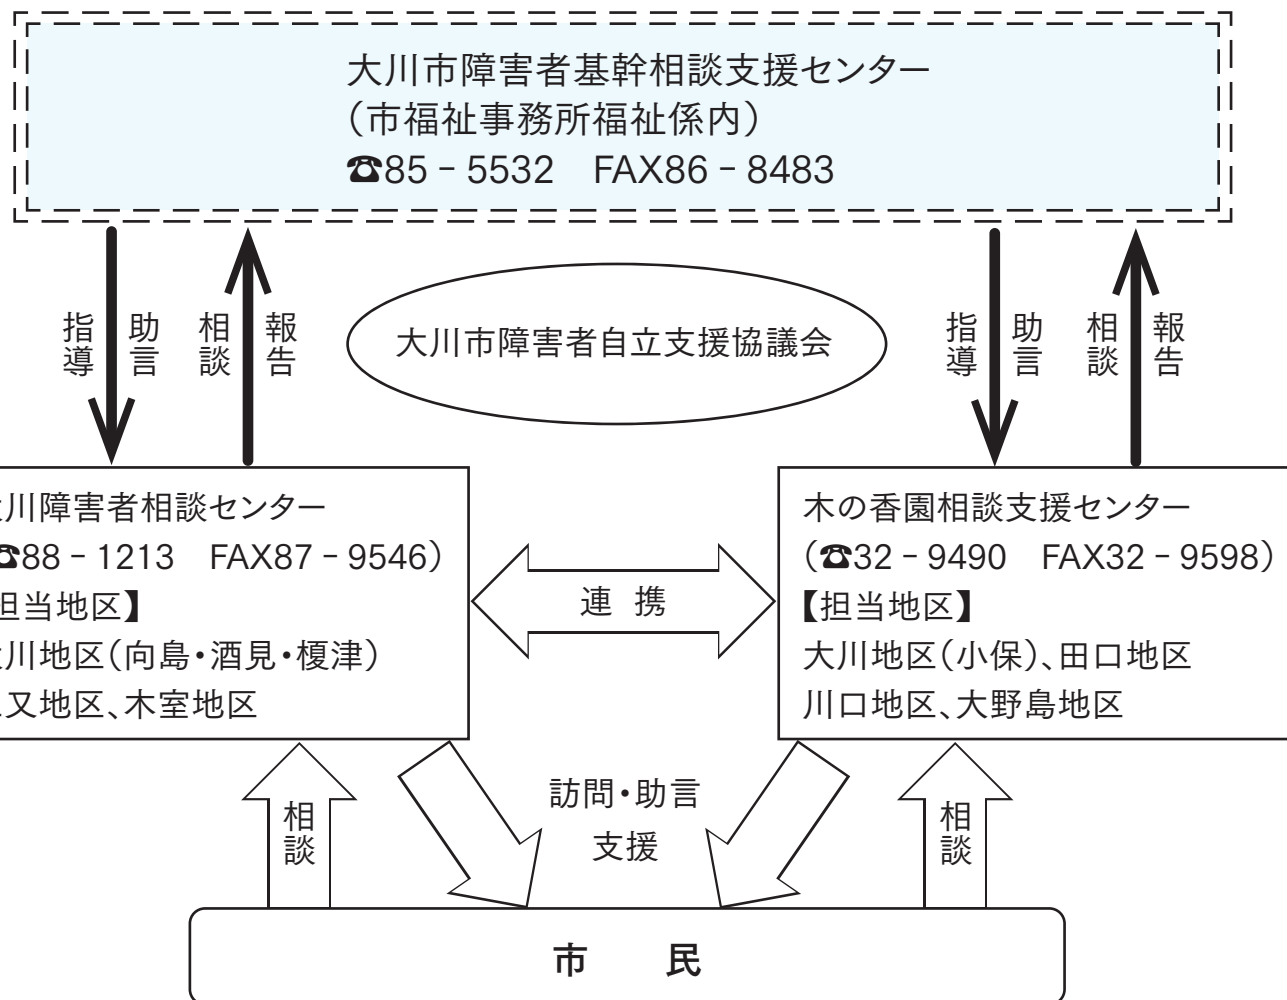 大川市障害者基幹相談支援センター
（市福祉事務所福祉係内）
☎85－5532　FAX86－8483
指導
助言
相談
報告
大川市障害者自立支援協議会
指導
助言
相談
報告
川障害者相談センター
☎88－1213　FAX87－9546）
担当地区】
川地区（向島・酒見・榎津）
又地区、木室地区
連携
木の香園相談支援センター
（☎32－9490　FAX32－9598）
【担当地区】
大川地区（小保）、田口地区
川口地区、大野島地区
相談
訪問・助言
支援
相談
市　民